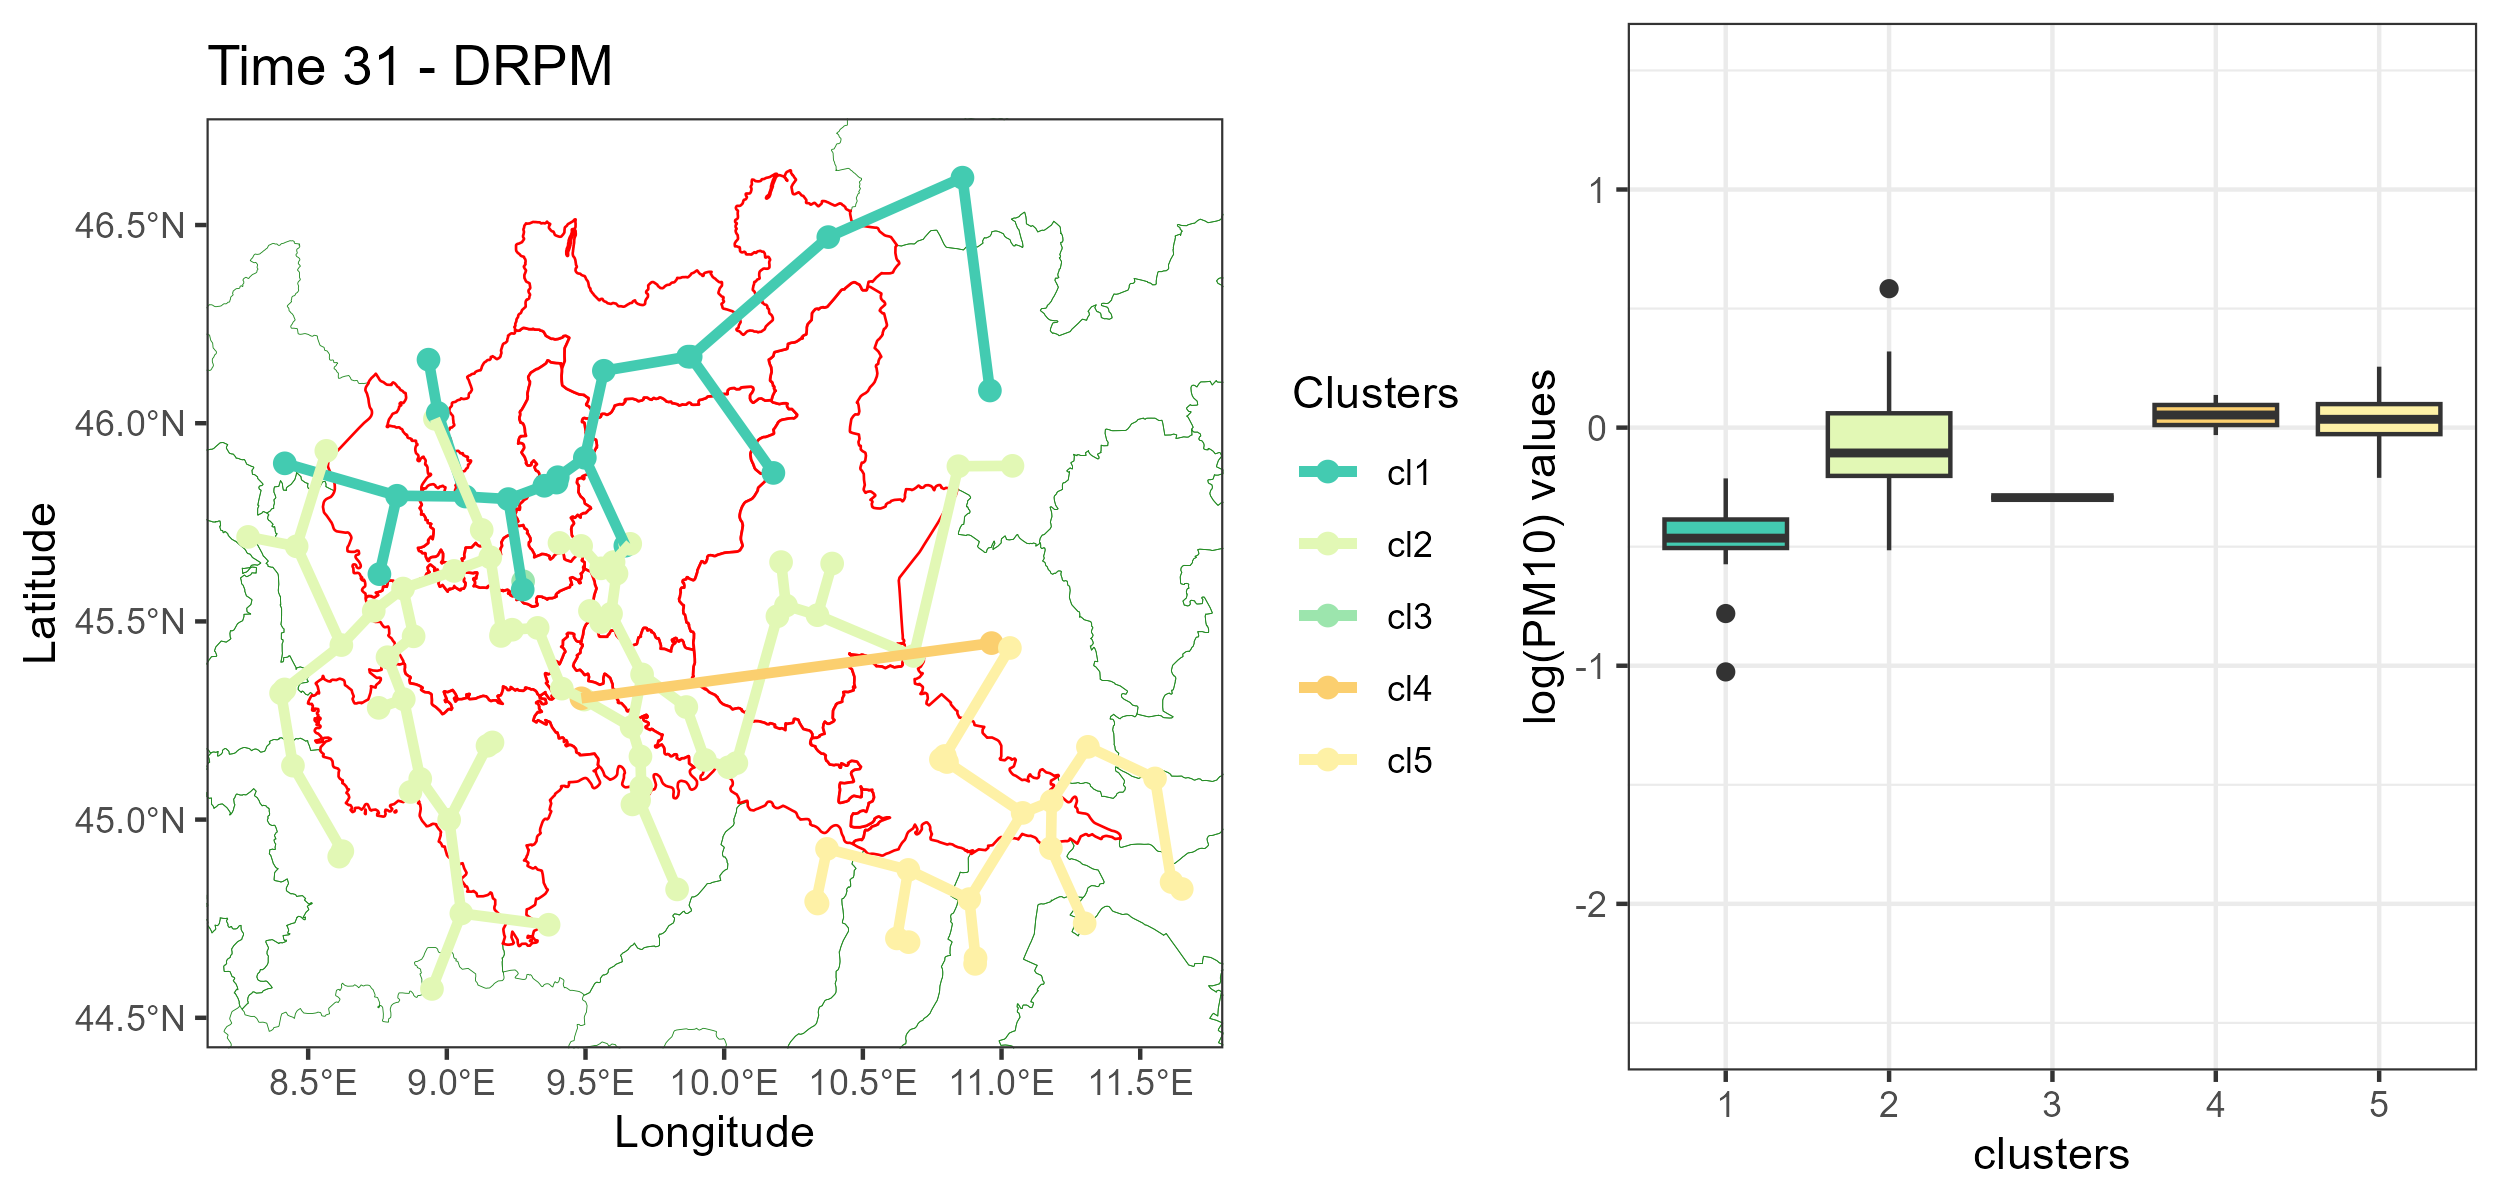 Time 31 - DRPM
Latitude
46.5°N
46.0°N
45.5°N
45.0°N
44.5°N
8.5°E 9.0°E 9.5°E 10.0°E 10.5°E 11.0°E 11.5°E
Longitude
Clusters
cl1
cl2
cl3
cl4
cl5
log(PM10) values
1
0
-1
-2
1 2 3 4 5
clusters